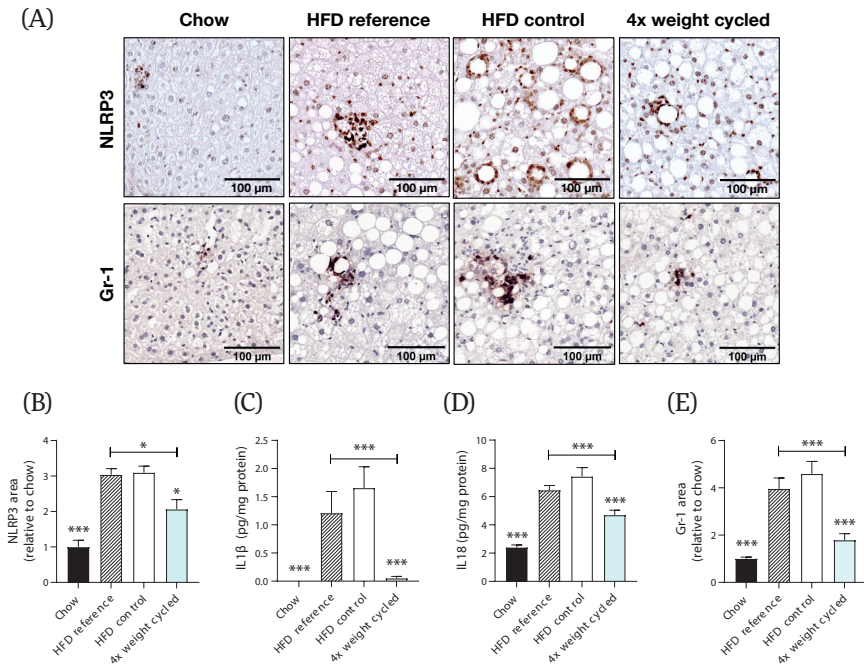 (A)
Chow HFD reference HFD control 4x weight cycled
NLRP3
100 µm 100 µm 100 µm 100 µm
Gr-1
100 µm 100 µm 100 µm 100 µm
(B)
NLRP3 area
(relative to chow)
4
3
2
1
0
*
***
*
Chow
HFD reference
HFD control
4x weight cycled
(C)
IL1β (pg/mg protein)
2.5
2.0
1.5
1.0
0.5
0.0
***
***
***
Chow
HFD reference
HFD control
4x weight cycled
(D)
IL18 (pg/mg protein)
10
8
6
4
2
0
***
***
***
Chow
HFD reference
HFD control
4x weight cycled
(E)
Gr-1 area
(relative to chow)
6
4
2
0
***
***
***
Chow
HFD reference
HFD control
4x weight cycled